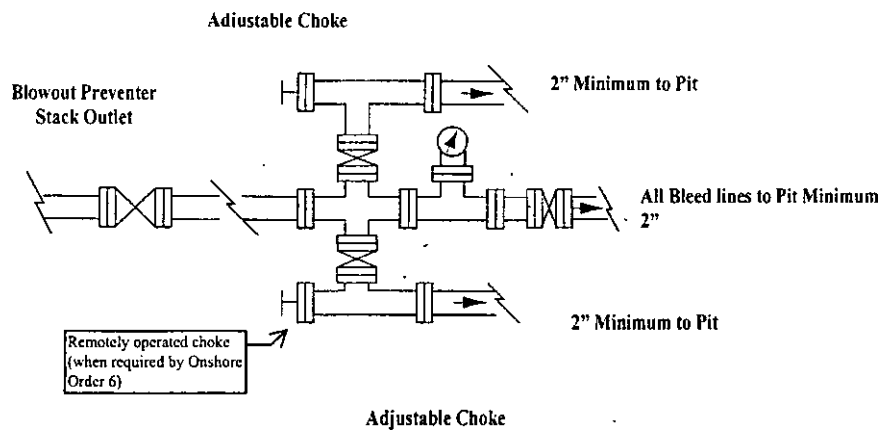 Adiustable Choke
2” Minimum to Pit
Blowout Preventer
Stack Outlet
All Bleed lines to Pit Minimum
2”
2” Minimum to Pit
Remotely operated choke
(when required by Onshore
Order 6)
Adjustable Choke